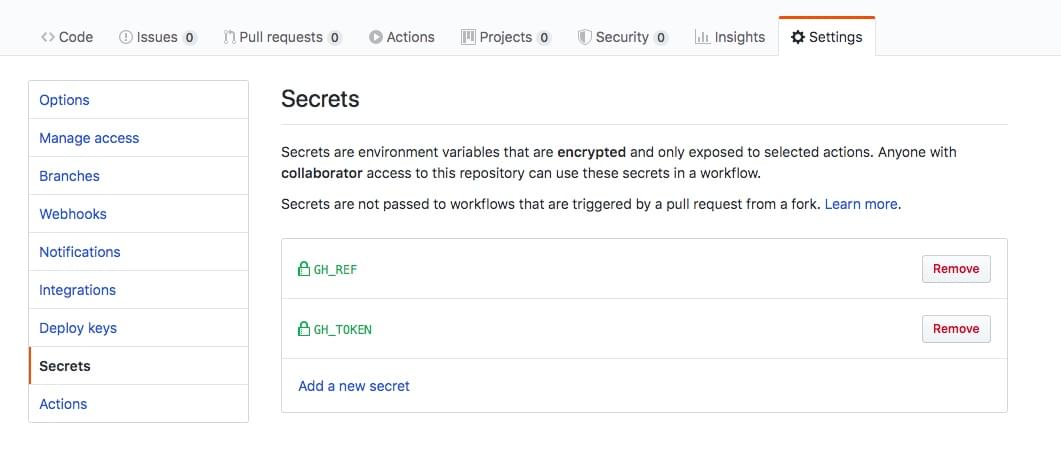 Code Issues 0 Pull requests 0 Actions Projects 0 Security 0 Insights Settings
Options
Manage access
Branches
Webhooks
Notifications
Integrations
Deploy keys
Secrets
Actions
Secrets
Secrets are environment variables that are encrypted and only exposed to selected actions. Anyone with
collaborator access to this repository can use these secrets in a workflow.
Secrets are not passed to workflows that are triggered by a pull request from a fork. Learn more.
GH_REF Remove
GH_TOKEN Remove
Add a new secret